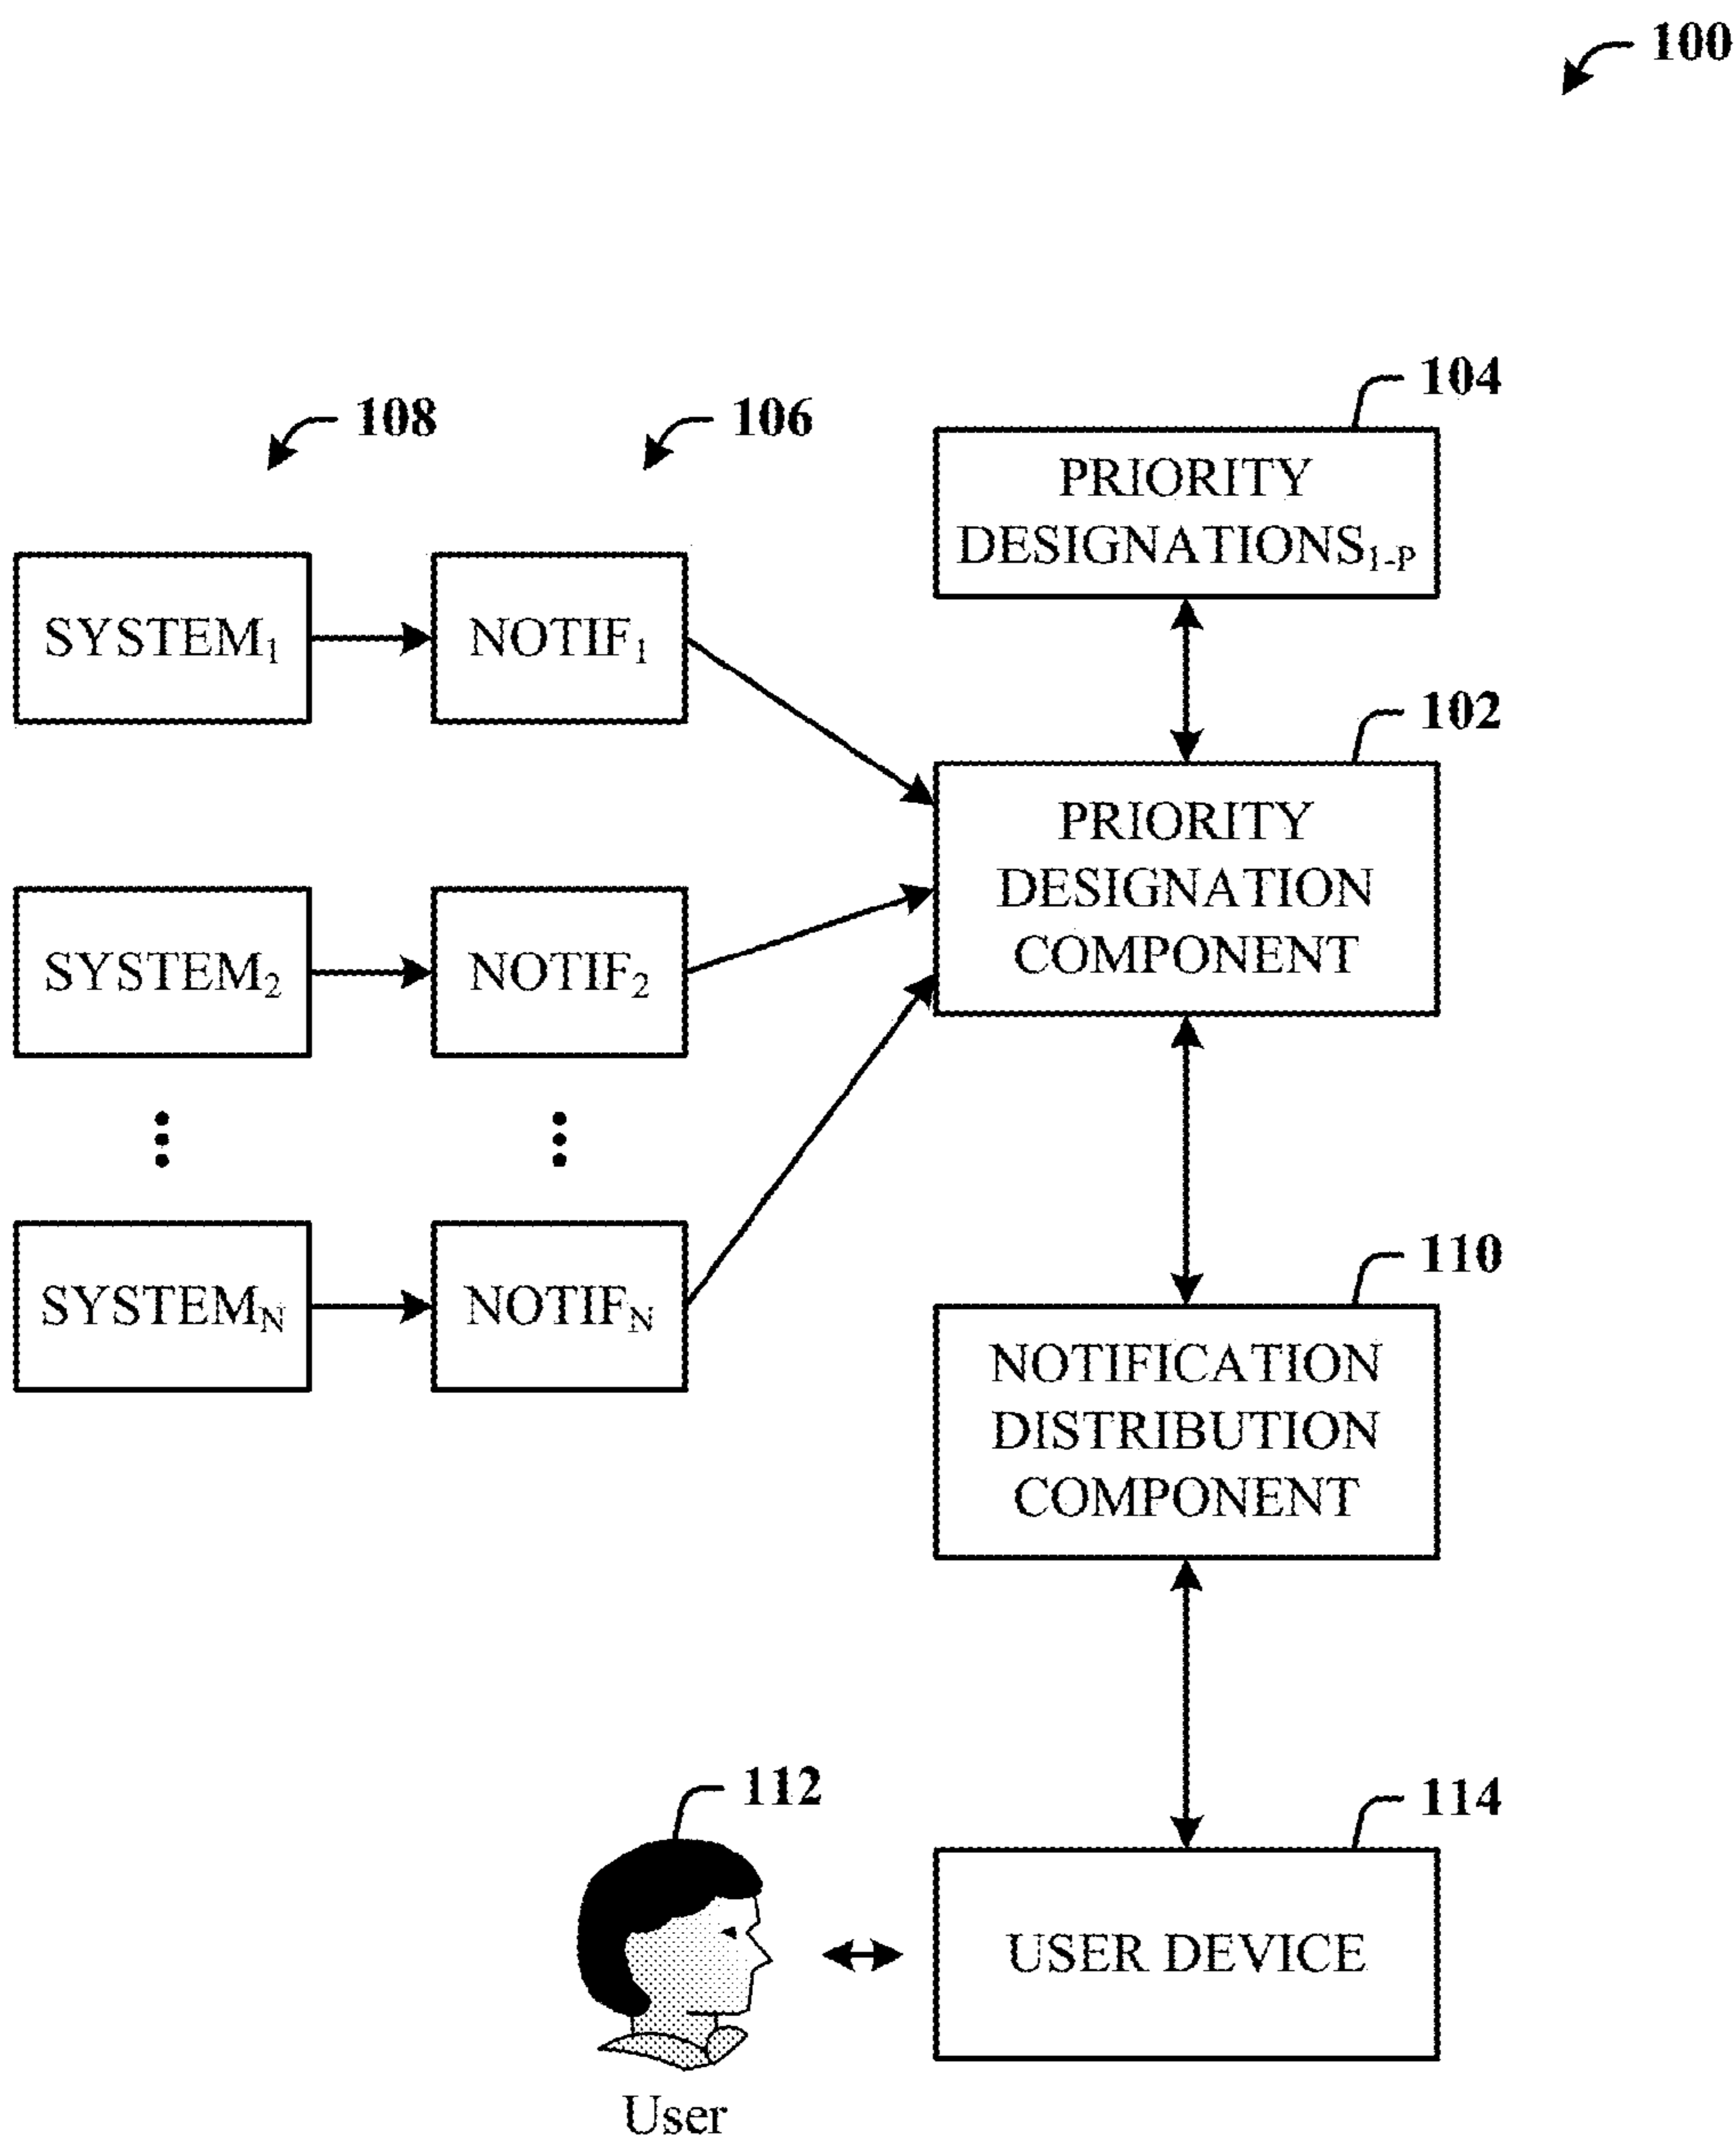 100
108
106
104
PRIORITY
DESIGNATIONS1-P
SYSTEM1
NOTIF1
102
PRIORITY
DESIGNATION
COMPONENT
SYSTEM2
NOTIF2
110
SYSTEMN
NOTIFN
NOTIFICATION
DISTRIBUTION
COMPONENT
112
114
USER DEVICE
User